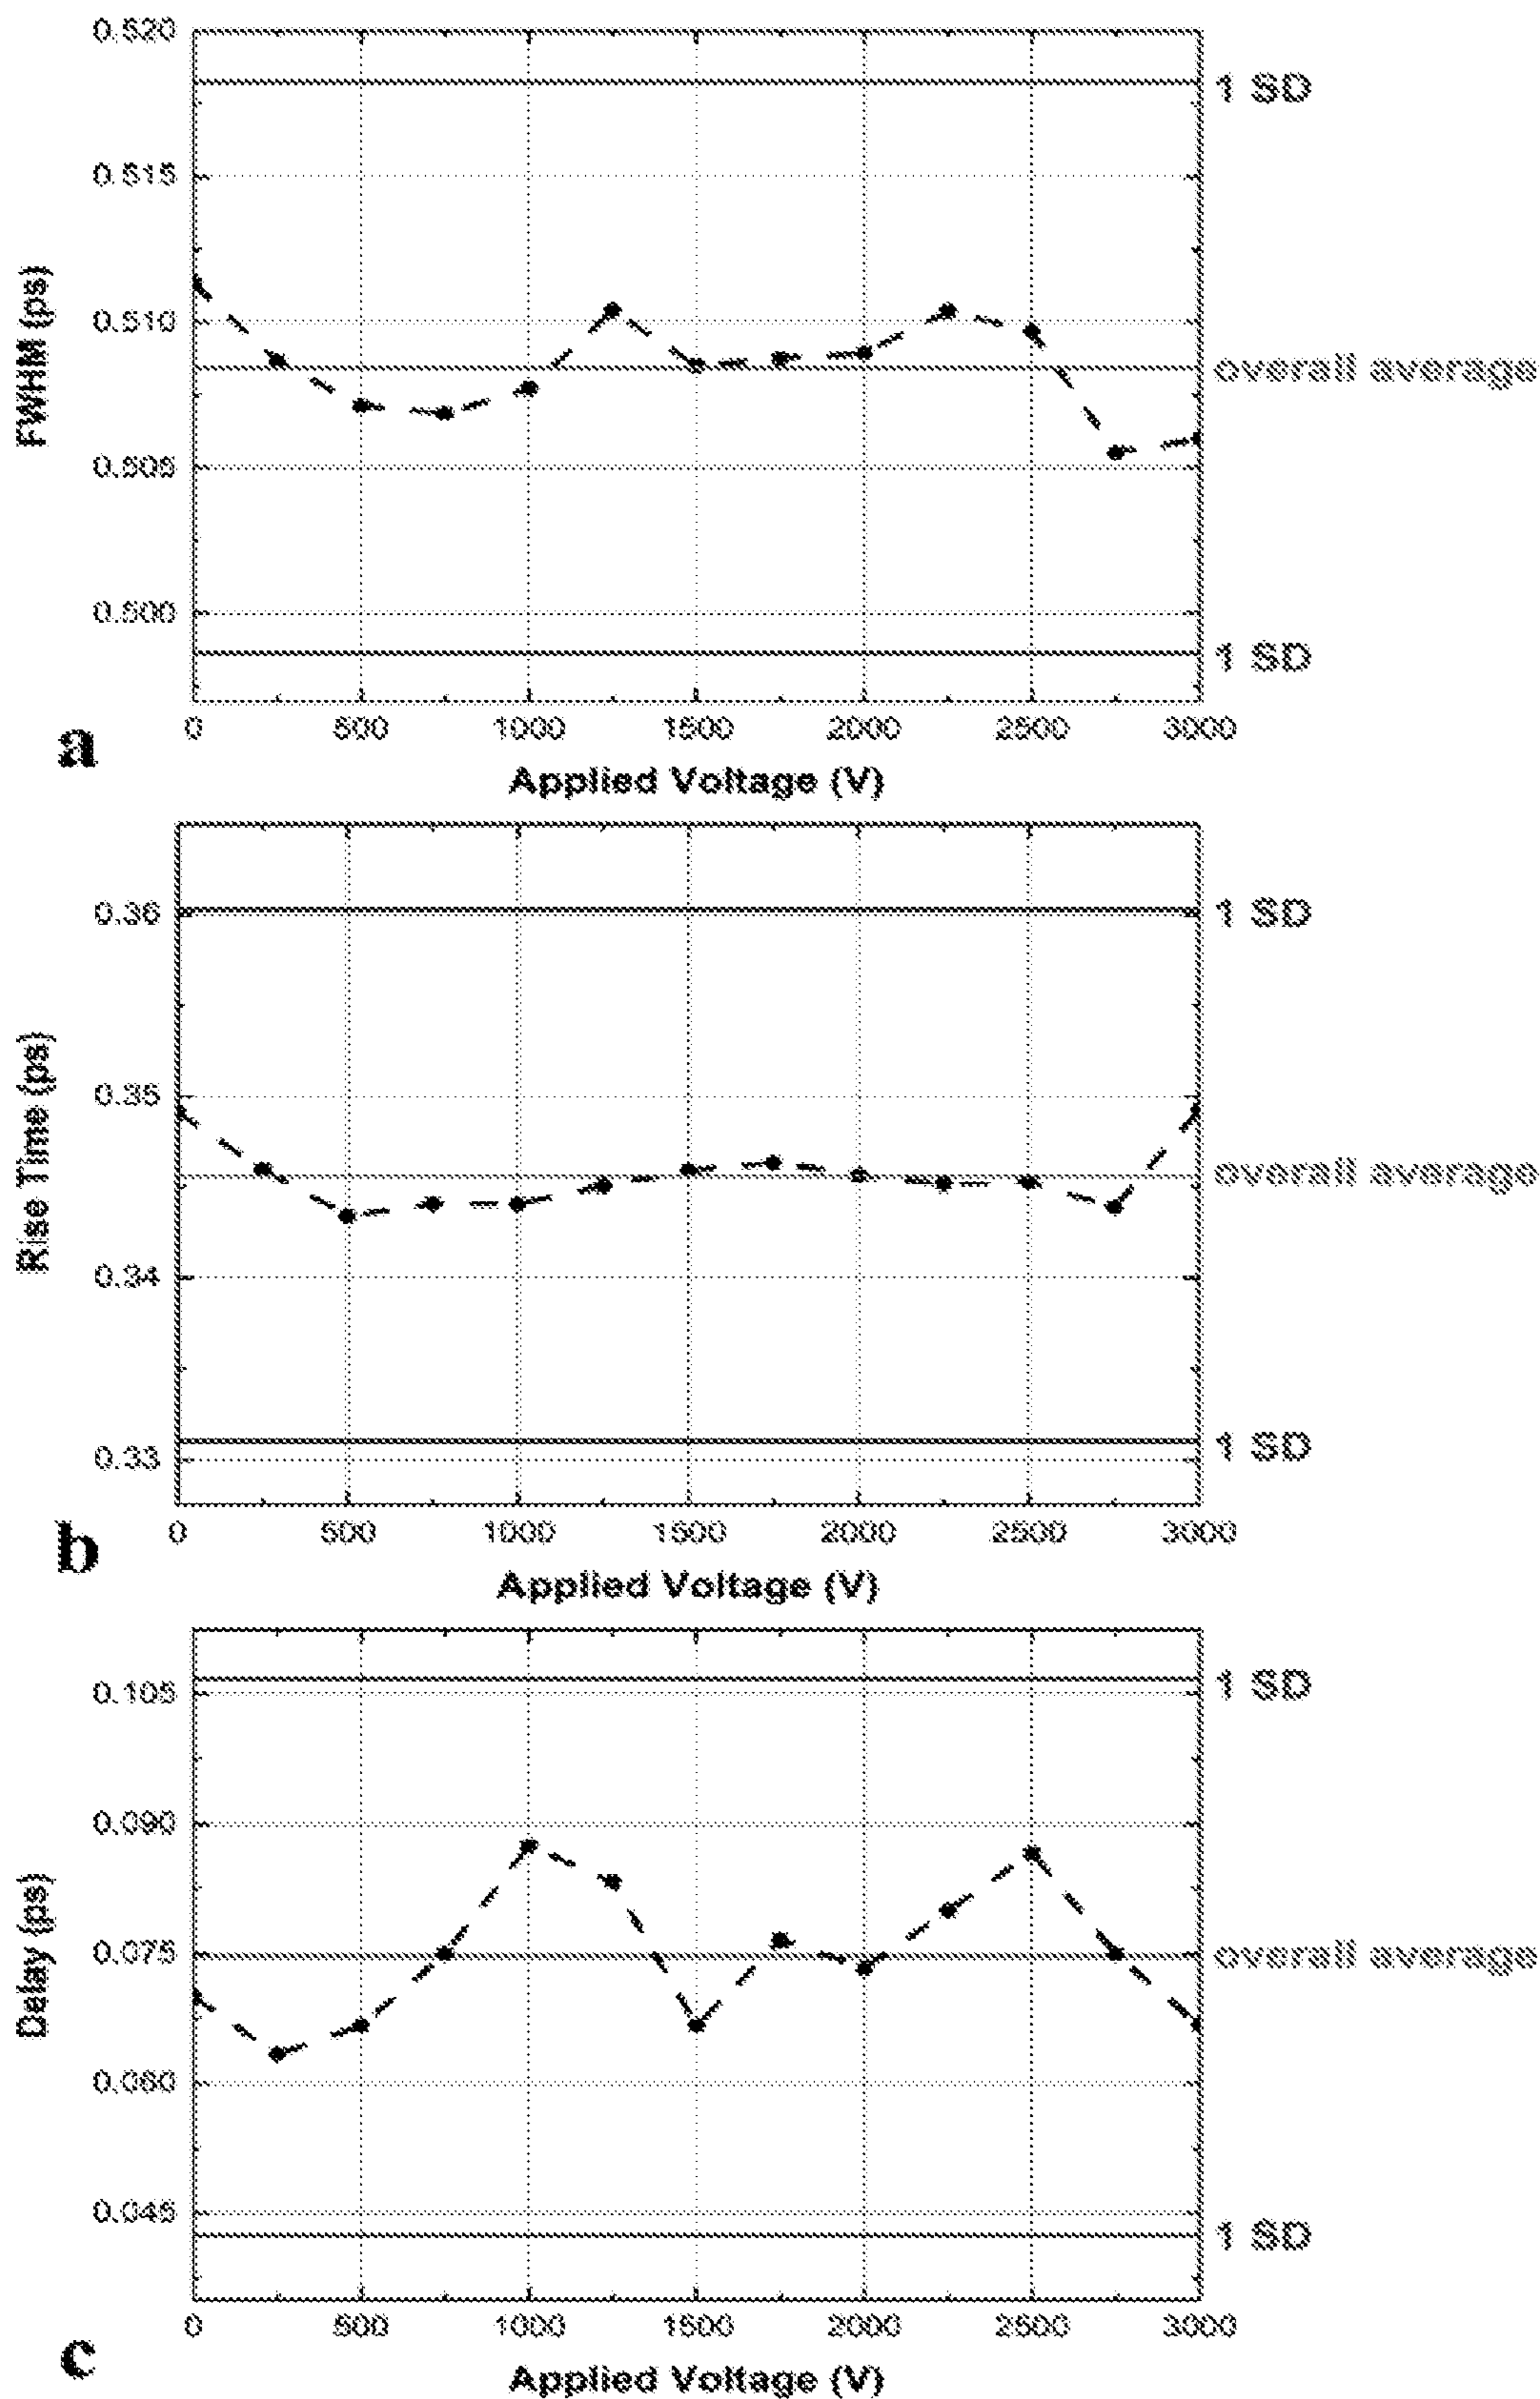 0.520
1 SD
0.515
FWHM (ps)
0.510
overall average
0.505
0.500
1 SD
0 500 1000 1500 2000 2500 3000
a
Applied Voltage (V)
0.36
1 SD
0.35
Rise Time (ps)
overall average
0.34
0.33
1 SD
0 500 1000 1500 2000 2500 3000
b
Applied Voltage (V)
0.105
1 SD
0.090
Delay (ps)
0.075
overall average
0.060
0.045
1 SD
0 500 1000 1500 2000 2500 3000
c
Applied Voltage (V)